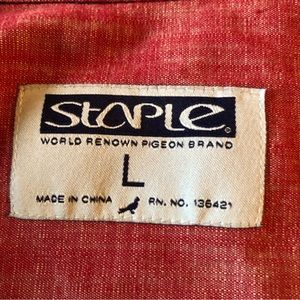 STAPLE
WORLD RENOWN PIGEON BRAND
L
MADE IN CHINA RN. NO. 136421